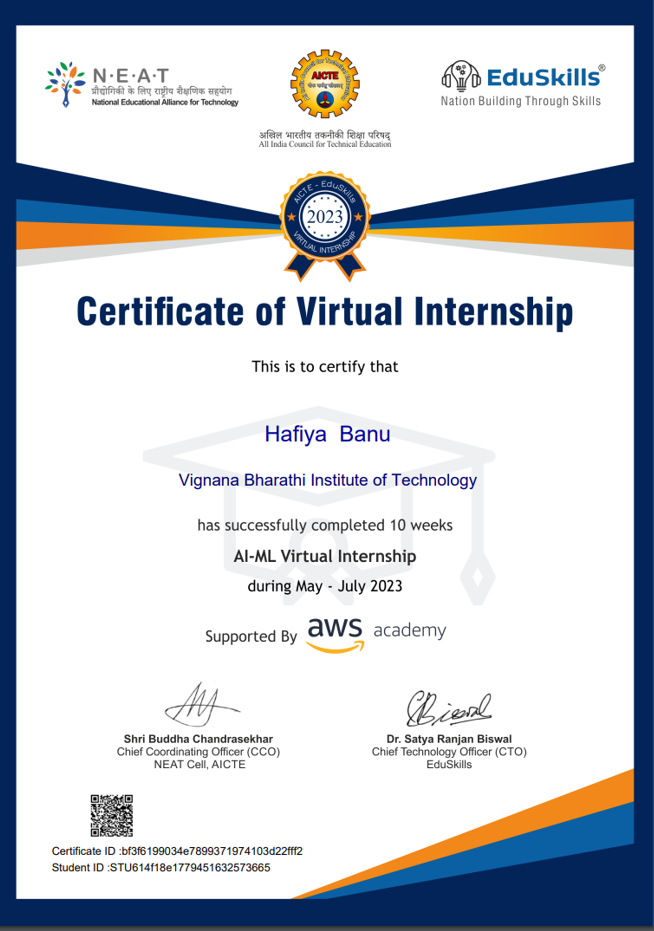 N·E·A·T
प्रौद्योगिकी के लिए राष्ट्रीय शैक्षणिक सहयोग
National Educational Alliance for Technology
AICTE
अखिल भारतीय तकनीकी शिक्षा परिषद्
All India Council for Technical Education
EduSkills®
Nation Building Through Skills
AICTE - EduSkills
2023
VIRTUAL INTERNSHIP
Certificate of Virtual Internship
This is to certify that
Hafiya Banu
Vignana Bharathi Institute of Technology
has successfully completed 10 weeks
AI-ML Virtual Internship
during May - July 2023
Supported By aws academy
Shri Buddha Chandrasekhar
Chief Coordinating Officer (CCO)
NEAT Cell, AICTE
Biswal
Dr. Satya Ranjan Biswal
Chief Technology Officer (CTO)
EduSkills
Certificate ID :bf3f6199034e7899371974103d22fff2
Student ID :STU614f18e1779451632573665